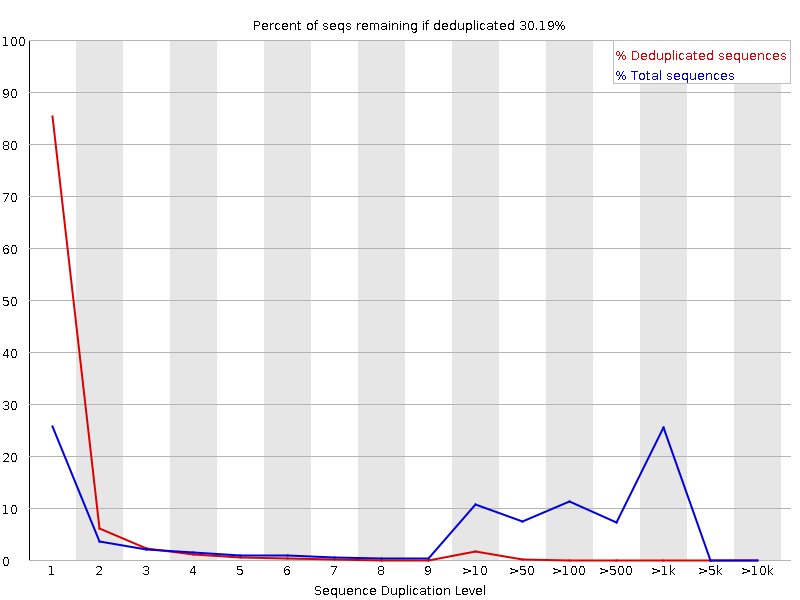 Percent of seqs remaining if deduplicated 30.19%
% Deduplicated sequences
% Total sequences
100
90
80
70
60
50
40
30
20
10
0
1 2 3 4 5 6 7 8 9 >10 >50 >100 >500 >1k >5k >10k
Sequence Duplication Level